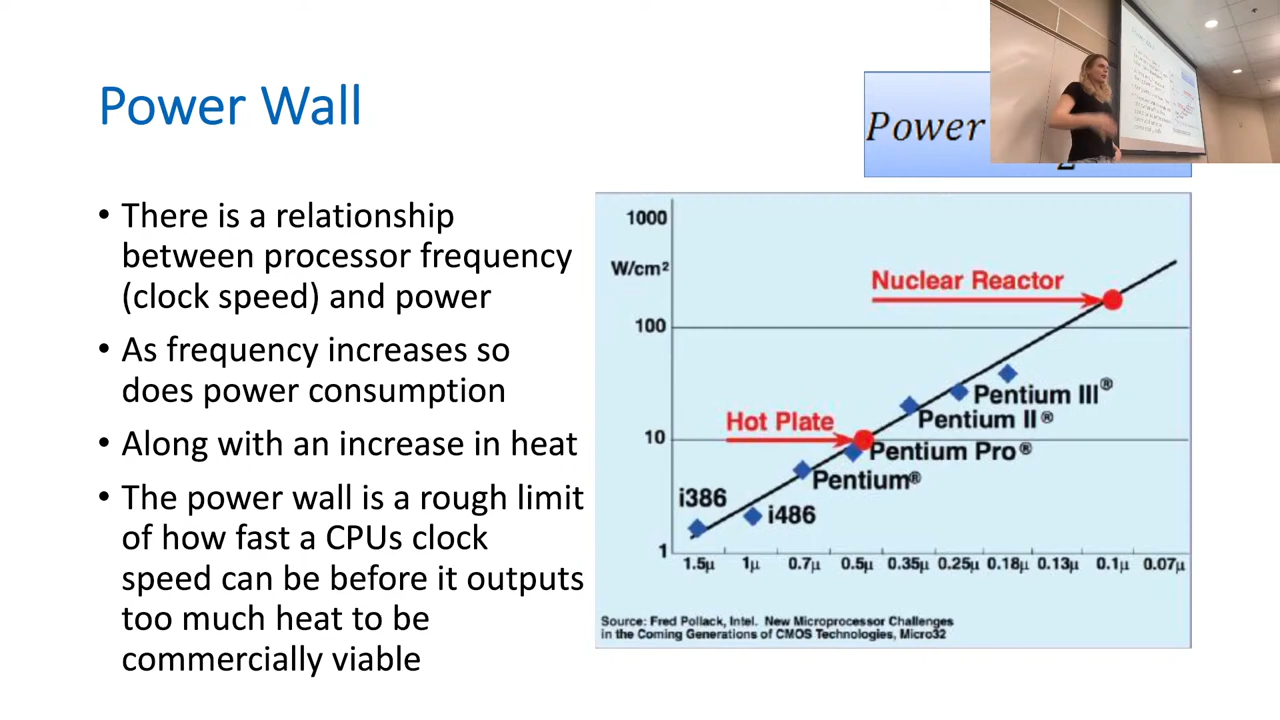 Power Wall
Power
2
• There is a relationship
between processor frequency
(clock speed) and power
• As frequency increases so
does power consumption
• Along with an increase in heat
• The power wall is a rough limit
of how fast a CPUs clock
speed can be before it outputs
too much heat to be
commercially viable
1000
W/cm²
Nuclear Reactor
100
Pentium III®
Hot Plate
Pentium II®
10
Pentium Pro®
Pentium®
i386
i486
1
1.5µ 1µ 0.7µ 0.5µ 0.35µ 0.25µ 0.18µ 0.13µ 0.1µ 0.07µ
Source: Fred Pollack, Intel. New Microprocessor Challenges
in the Coming Generations of CMOS Technologies, Micro32